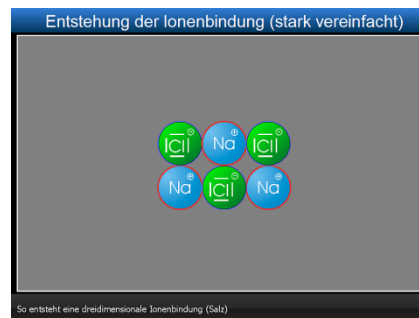 Entstehung der Ionenbindung (stark vereinfacht)
Cl ⊖ Na ⊕ Cl ⊖
Na ⊕ Cl ⊖ Na ⊕
So entsteht eine dreidimensionale Ionenbindung (Salz)